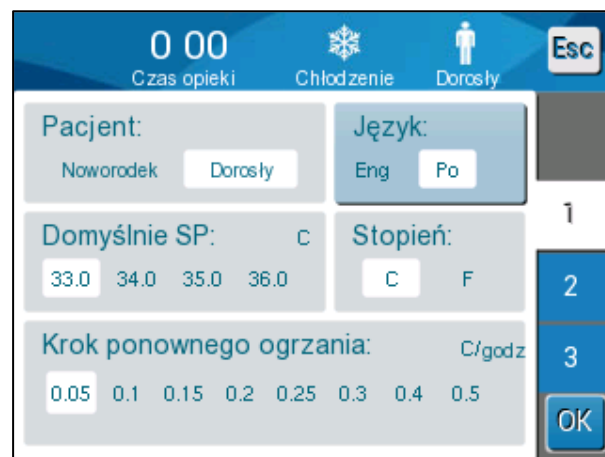 0 00
Czas opieki
Chłodzenie
Dorosły
Esc
Pacjent:
Noworodek Dorosły
Język:
Eng Po
Domyślnie SP: C
33.0 34.0 35.0 36.0
Stopień:
C F
Krok ponownego ogrzania: C/godz
0.05 0.1 0.15 0.2 0.25 0.3 0.4 0.5
1
2
3
OK